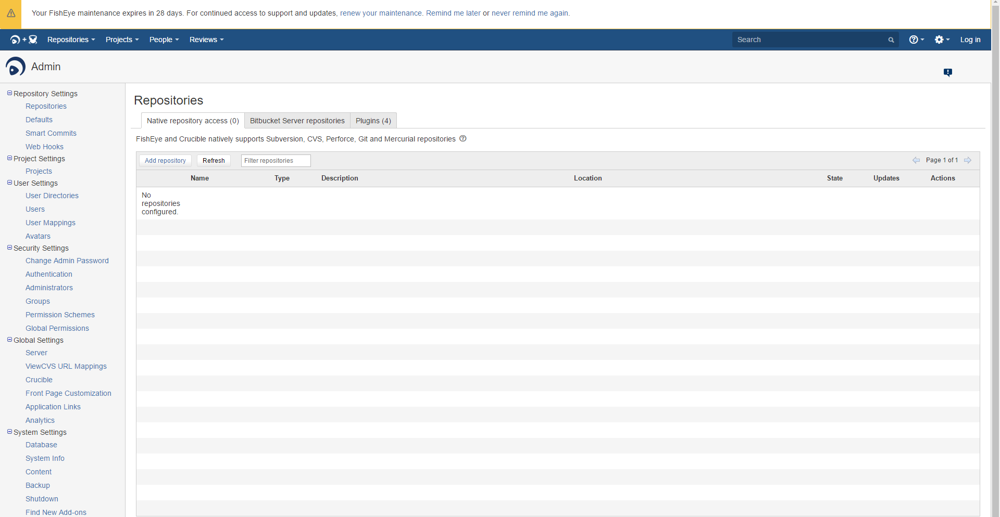 Your FishEye maintenance expires in 28 days. For continued access to support and updates, renew your maintenance. Remind me later or never remind me again.
Repositories Projects People Reviews Search Log in
Admin
Repository Settings
Repositories
Defaults
Smart Commits
Web Hooks
Project Settings
Projects
User Settings
User Directories
Users
User Mappings
Avatars
Security Settings
Change Admin Password
Authentication
Administrators
Groups
Permission Schemes
Global Permissions
Global Settings
Server
ViewCVS URL Mappings
Crucible
Front Page Customization
Application Links
Analytics
System Settings
Database
System Info
Content
Backup
Shutdown
Find New Add-ons
Repositories
Native repository access (0) Bitbucket Server repositories Plugins (4)
FishEye and Crucible natively supports Subversion, CVS, Perforce, Git and Mercurial repositories
Add repository Refresh Filter repositories Page 1 of 1
Name Type Description Location State Updates Actions
No
repositories
configured.